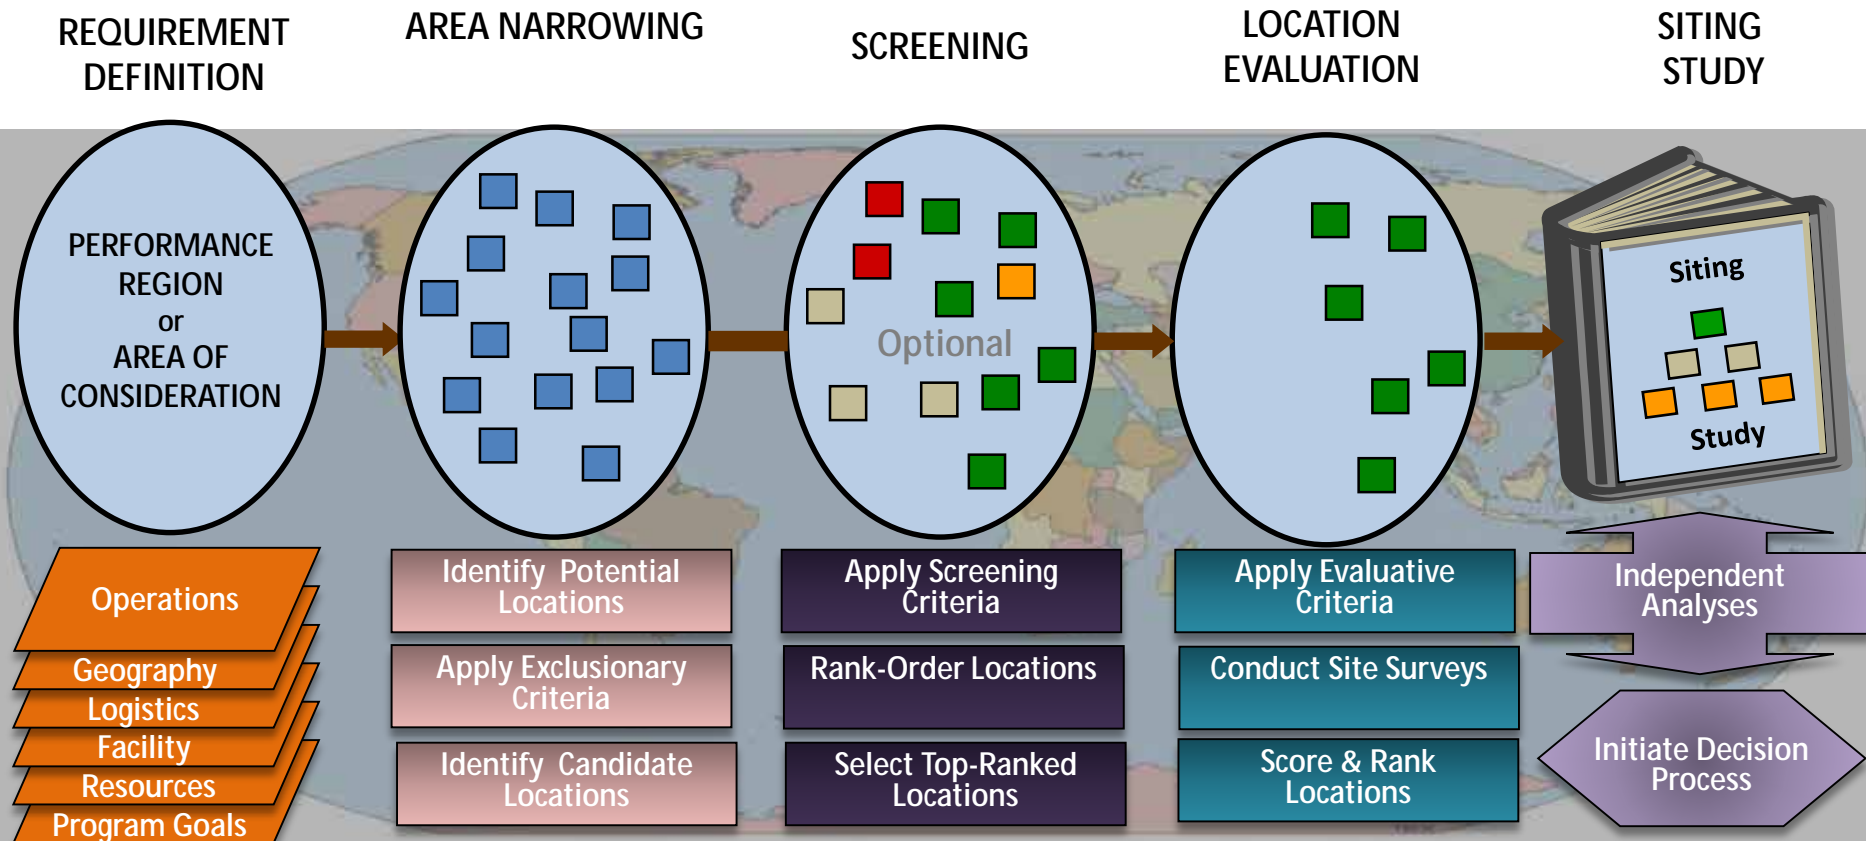 REQUIREMENT
DEFINITION
AREA NARROWING
SCREENING
LOCATION
EVALUATION
SITING
STUDY
PERFORMANCE
REGION
or
AREA OF
CONSIDERATION
Optional
Siting
Study
Operations
Geography
Logistics
Facility
Resources
Program Goals
Identify Potential
Locations
Apply Exclusionary
Criteria
Identify Candidate
Locations
Apply Screening
Criteria
Rank-Order Locations
Select Top-Ranked
Locations
Apply Evaluative
Criteria
Conduct Site Surveys
Score & Rank
Locations
Independent
Analyses
Initiate Decision
Process